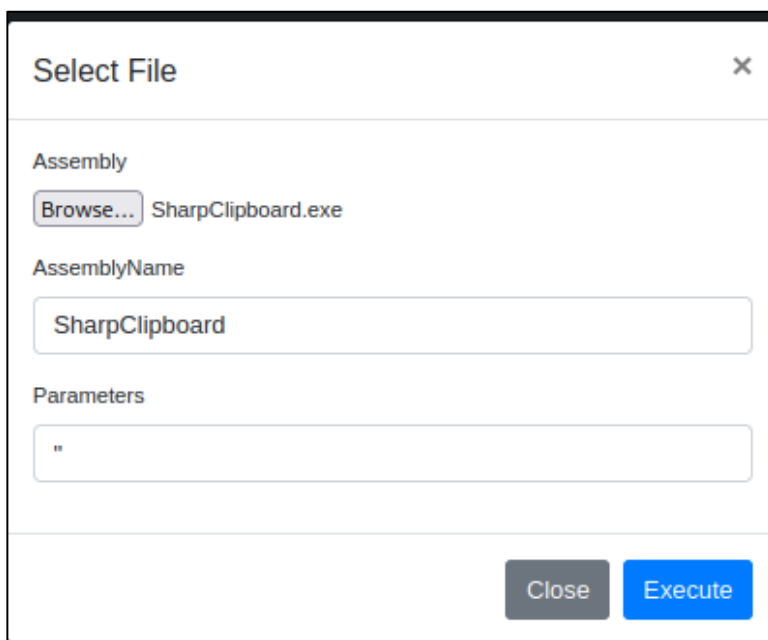 Select File ×
Assembly
Browse... SharpClipboard.exe
AssemblyName
SharpClipboard
Parameters
"
Close Execute